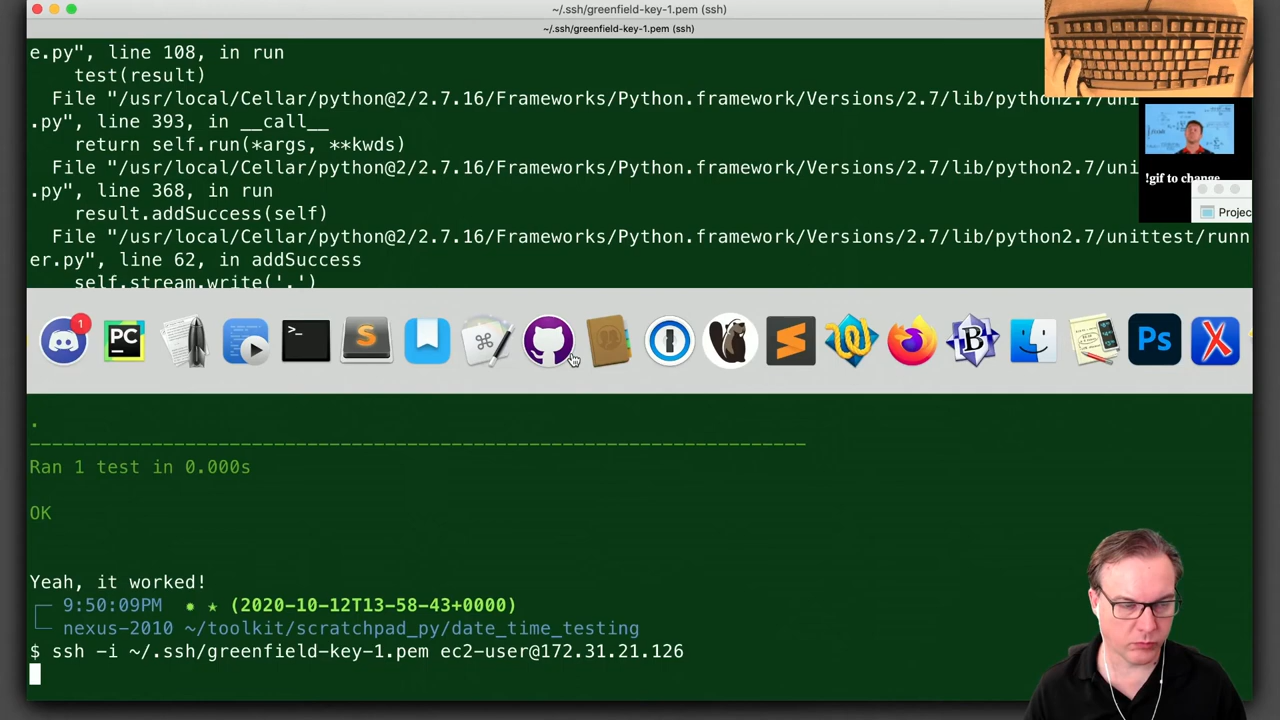 ~/.ssh/greenfield-key-1.pem (ssh)
~/.ssh/greenfield-key-1.pem (ssh)
e.py", line 108, in run
test(result)
File "/usr/local/Cellar/python@2/2.7.16/Frameworks/Python.framework/Versions/2.7/lib/python2.7/uni
.py", line 393, in __call__
return self.run(*args, **kwds)
File "/usr/local/Cellar/python@2/2.7.16/Frameworks/Python.framework/Versions/2.7/lib/python2.7/uni
.py", line 368, in run
!gif to change
result.addSuccess(self)
Projec
File "/usr/local/Cellar/python@2/2.7.16/Frameworks/Python.framework/Versions/2.7/lib/python2.7/unittest/runn
er.py", line 62, in addSuccess
self.stream.write('.')
1
PC
>_
S
B
Ps
X
.
----------------------------------------------------------------------
Ran 1 test in 0.000s
OK
Yeah, it worked!
9:50:09PM ● ★ (2020-10-12T13-58-43+0000)
nexus-2010 ~/toolkit/scratchpad_py/date_time_testing
$ ssh -i ~/.ssh/greenfield-key-1.pem ec2-user@172.31.21.126